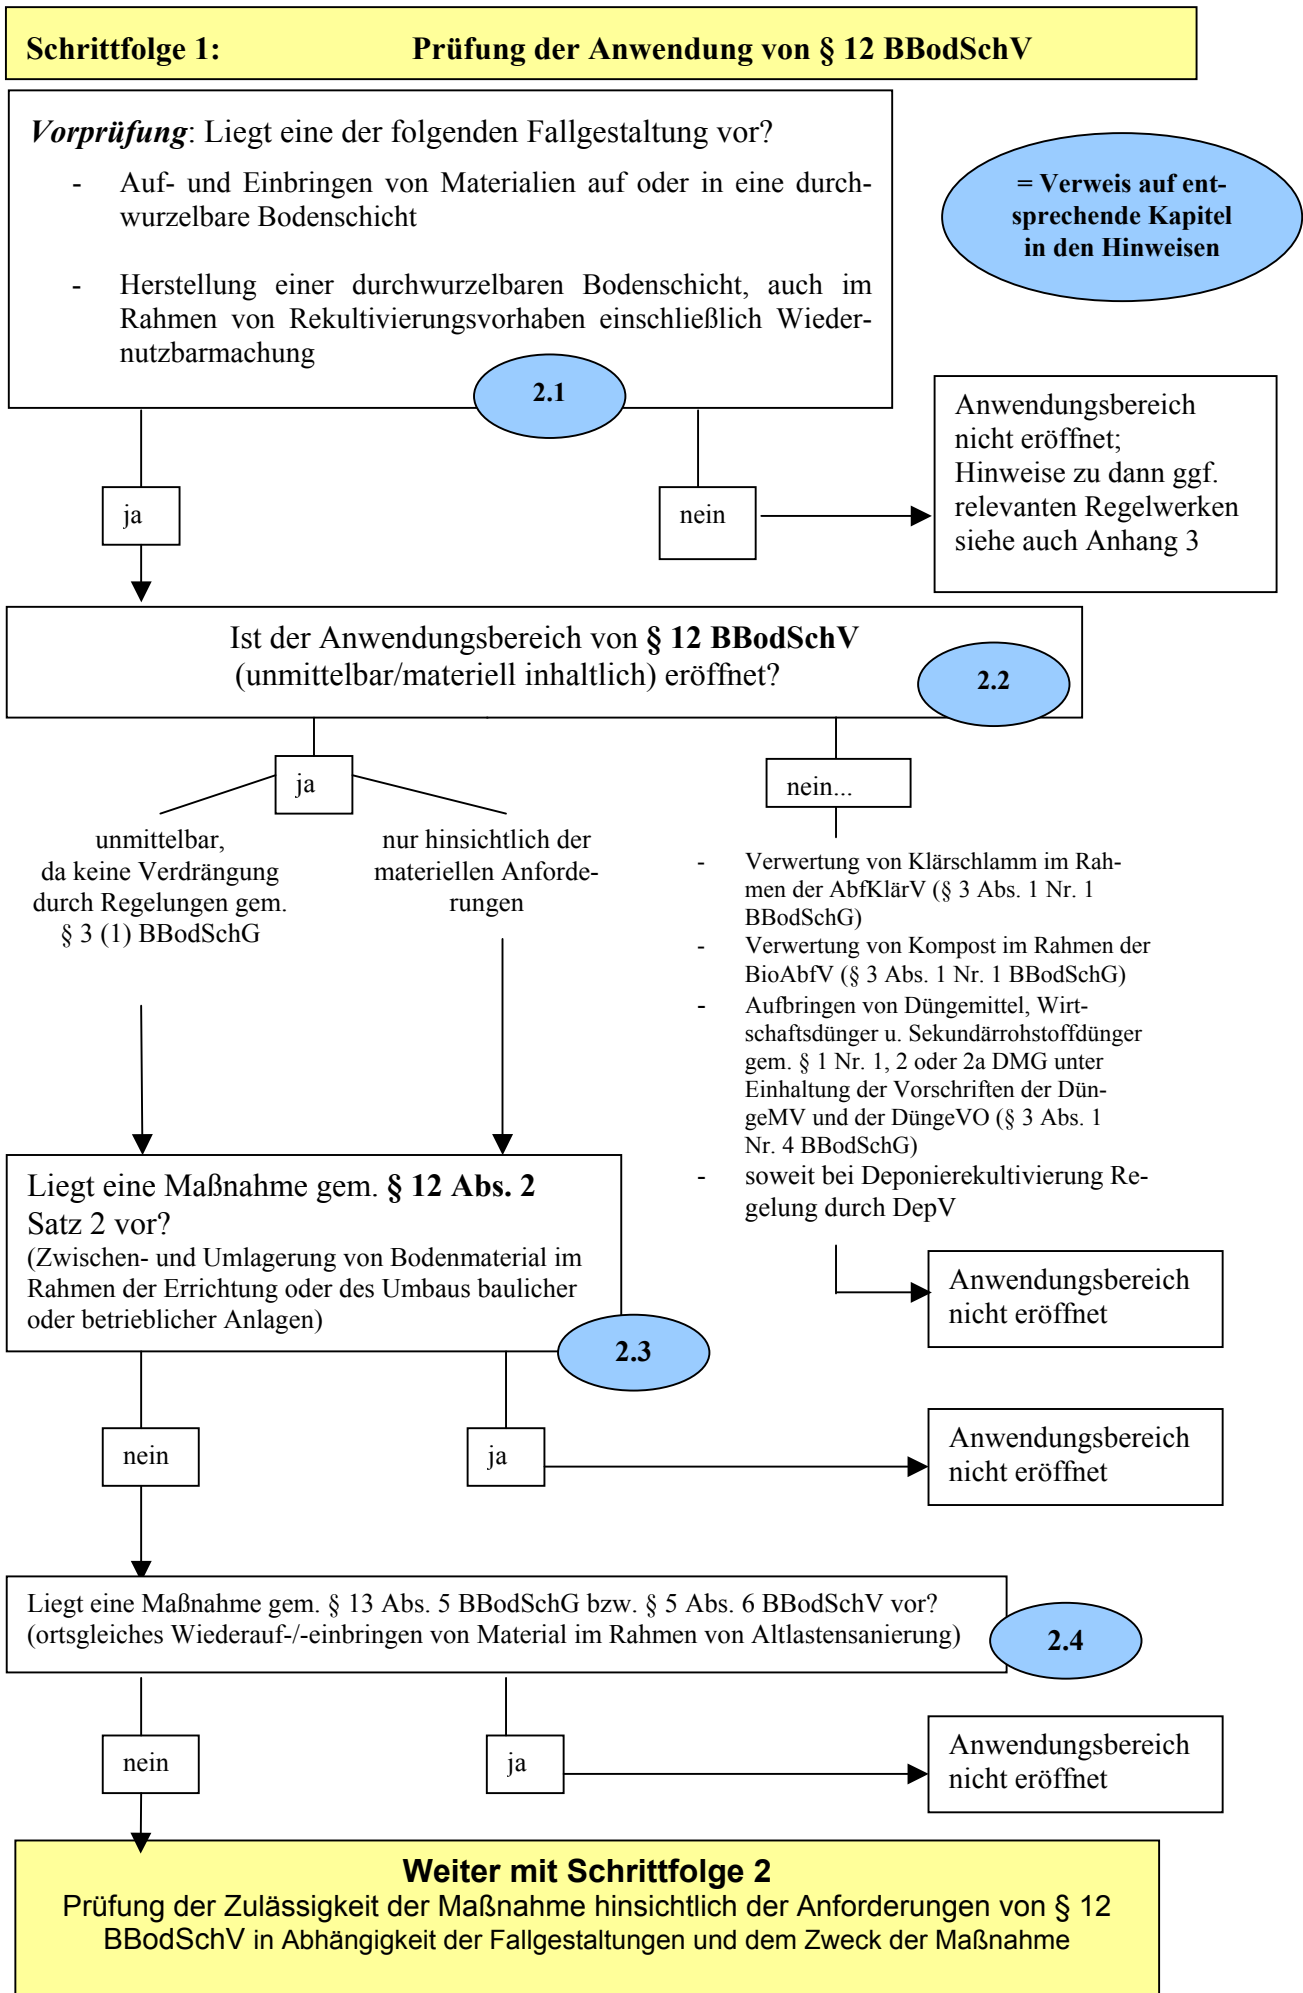 Schrittfolge 1: Prüfung der Anwendung von § 12 BBodSchV
Vorprüfung: Liegt eine der folgenden Fallgestaltung vor?
- Auf- und Einbringen von Materialien auf oder in eine durch-
wurzelbare Bodenschicht
- Herstellung einer durchwurzelbaren Bodenschicht, auch im
Rahmen von Rekultivierungsvorhaben einschließlich Wieder-
nutzbarmachung
2.1
= Verweis auf ent-
sprechende Kapitel
in den Hinweisen
ja
nein
Anwendungsbereich
nicht eröffnet;
Hinweise zu dann ggf.
relevanten Regelwerken
siehe auch Anhang 3
Ist der Anwendungsbereich von § 12 BBodSchV
(unmittelbar/materiell inhaltlich) eröffnet?
2.2
ja
nein...
unmittelbar,
da keine Verdrängung
durch Regelungen gem.
§ 3 (1) BBodSchG
nur hinsichtlich der
materiellen Anforde-
rungen
- Verwertung von Klärschlamm im Rah-
men der AbfKlärV (§ 3 Abs. 1 Nr. 1
BBodSchG)
- Verwertung von Kompost im Rahmen der
BioAbfV (§ 3 Abs. 1 Nr. 1 BBodSchG)
- Aufbringen von Düngemittel, Wirt-
schaftsdünger u. Sekundärrohstoffdünger
gem. § 1 Nr. 1, 2 oder 2a DMG unter
Einhaltung der Vorschriften der Dün-
geMV und der DüngeVO (§ 3 Abs. 1
Nr. 4 BBodSchG)
- soweit bei Deponierekultivierung Re-
gelung durch DepV
Anwendungsbereich
nicht eröffnet
Liegt eine Maßnahme gem. § 12 Abs. 2
Satz 2 vor?
(Zwischen- und Umlagerung von Bodenmaterial im
Rahmen der Errichtung oder des Umbaus baulicher
oder betrieblicher Anlagen)
2.3
nein
ja
Anwendungsbereich
nicht eröffnet
Liegt eine Maßnahme gem. § 13 Abs. 5 BBodSchG bzw. § 5 Abs. 6 BBodSchV vor?
(ortsgleiches Wiederauf-/-einbringen von Material im Rahmen von Altlastensanierung)
2.4
nein
ja
Anwendungsbereich
nicht eröffnet
Weiter mit Schrittfolge 2
Prüfung der Zulässigkeit der Maßnahme hinsichtlich der Anforderungen von § 12
BBodSchV in Abhängigkeit der Fallgestaltungen und dem Zweck der Maßnahme